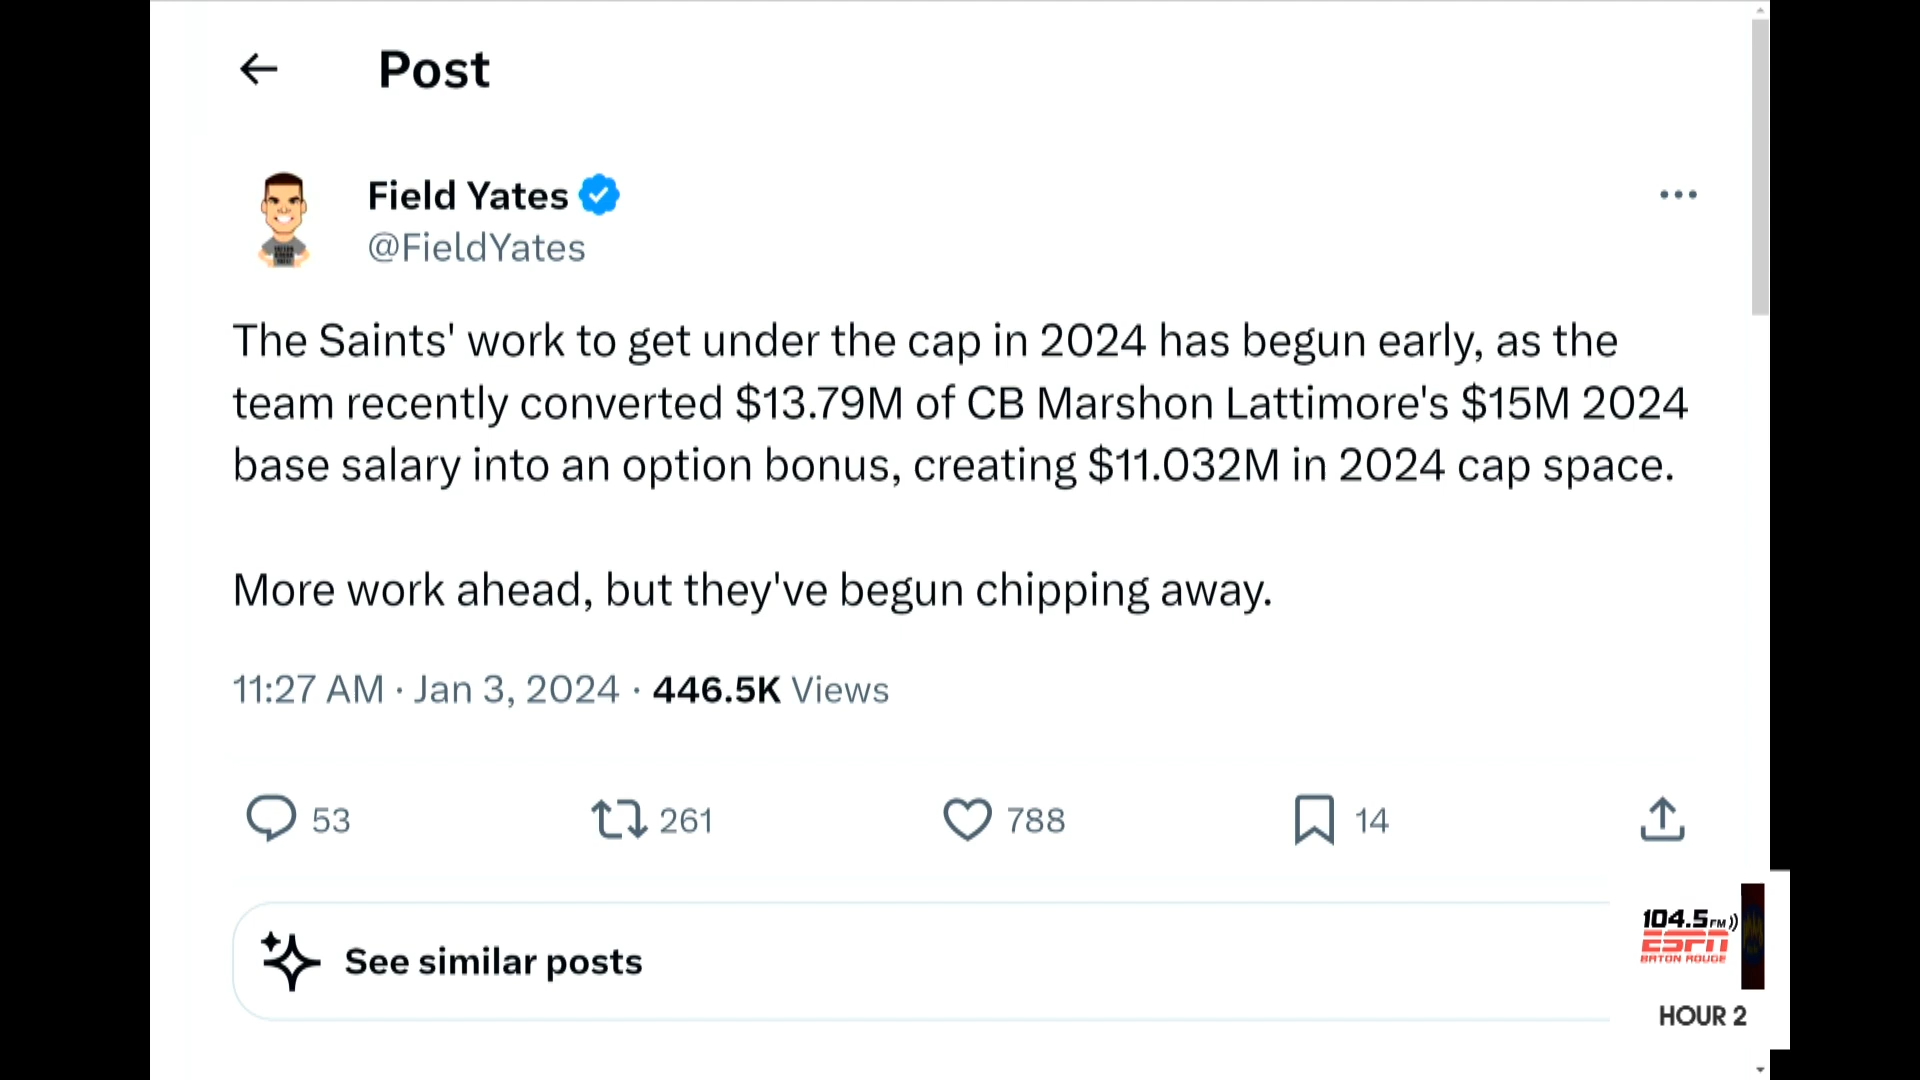 Post
Field Yates
@FieldYates
The Saints' work to get under the cap in 2024 has begun early, as the
team recently converted $13.79M of CB Marshon Lattimore's $15M 2024
base salary into an option bonus, creating $11.032M in 2024 cap space.
More work ahead, but they've begun chipping away.
11:27 AM · Jan 3, 2024 · 446.5K Views
53 261 788 14
See similar posts
104.5 FM
ESPN
BATON ROUGE
HOUR 2